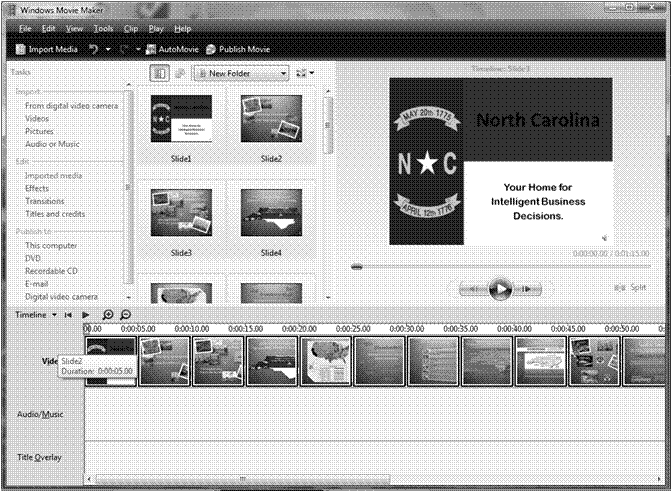 Windows Movie Maker
File Edit View Tools Clip Play Help
Import Media AutoMovie Publish Movie
Tasks
Import
From digital video camera
Videos
Pictures
Audio or Music
Edit
Imported media
Effects
Transitions
Titles and credits
Publish to
This computer
DVD
Recordable CD
E-mail
Digital video camera
New Folder
Slide1
Slide2
Slide3
Slide4
Timeline: Slide1
MAY 20th 1775
N C
APRIL 12th 1776
North Carolina
Your Home for
Intelligent Business
Decisions.
0:00:00.00 / 0:01:15.00
Split
Timeline
00.00 0:00:05.00 0:00:10.00 0:00:15.00 0:00:20.00 0:00:25.00 0:00:30.00 0:00:35.00 0:00:40.00 0:00:45.00 0:00:50.00
Slide2
Duration: 0:00:05.00
Audio/Music
Title Overlay